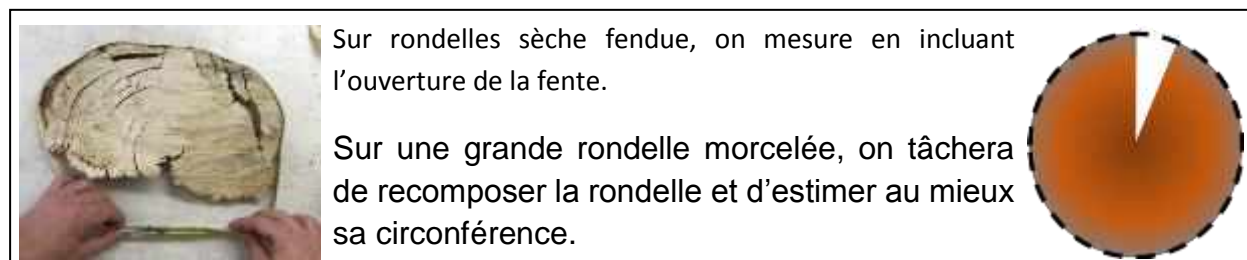 Sur rondelles sèche fendue, on mesure en incluant
l’ouverture de la fente.
Sur une grande rondelle morcelée, on tâchera
de recomposer la rondelle et d’estimer au mieux
sa circonférence.